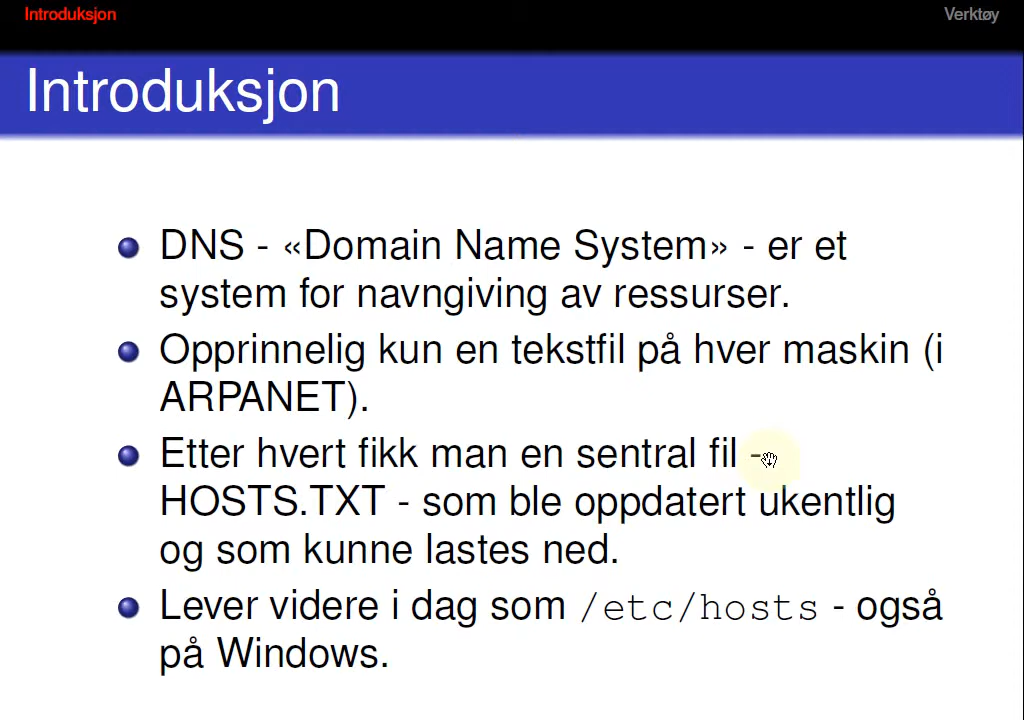 Introduksjon
Verktøy
Introduksjon
DNS - «Domain Name System» - er et
system for navngiving av ressurser.
Opprinnelig kun en tekstfil på hver maskin (i
ARPANET).
Etter hvert fikk man en sentral fil -
HOSTS.TXT - som ble oppdatert ukentlig
og som kunne lastes ned.
Lever videre i dag som /etc/hosts - også
på Windows.